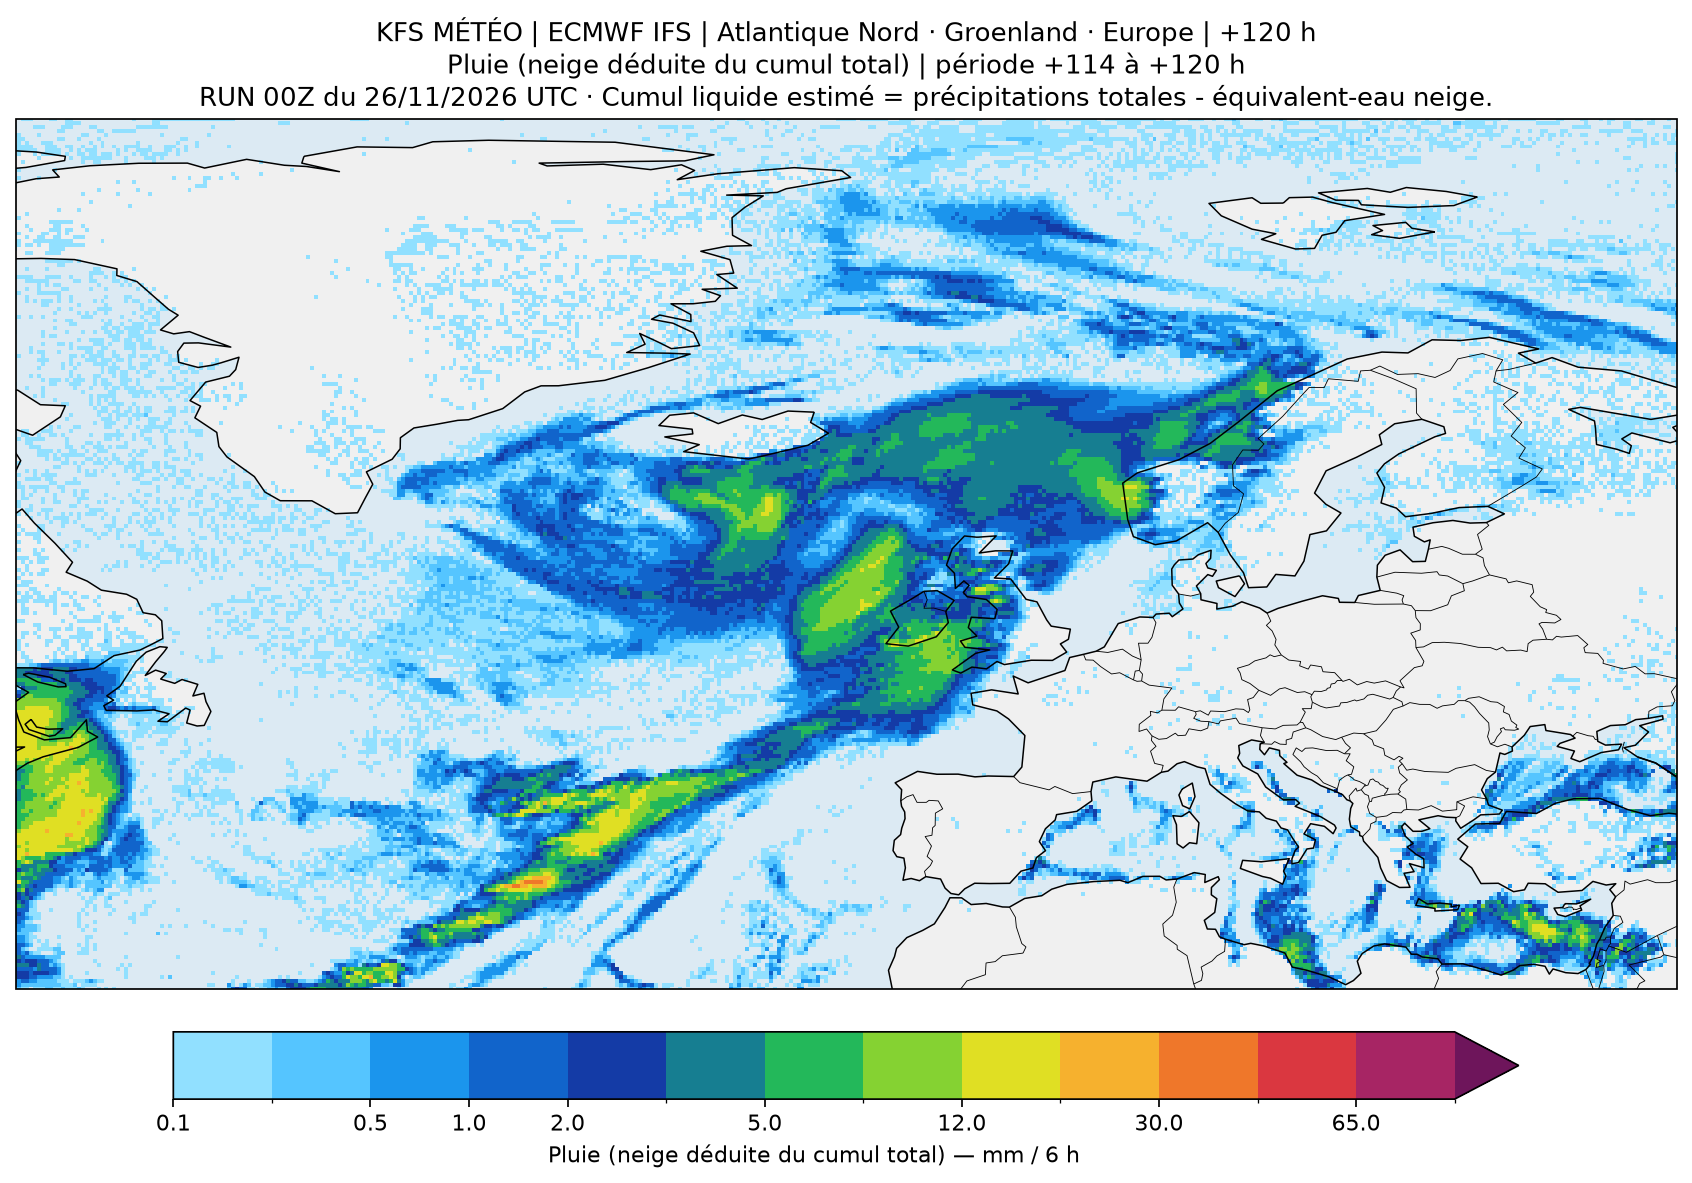 KFS MÉTÉO | ECMWF IFS | Atlantique Nord · Groenland · Europe | +120 h
Pluie (neige déduite du cumul total) | période +114 à +120 h
RUN 00Z du 26/11/2026 UTC · Cumul liquide estimé = précipitations totales - équivalent-eau neige.
0.1 0.5 1.0 2.0 5.0 12.0 30.0 65.0
Pluie (neige déduite du cumul total) — mm / 6 h